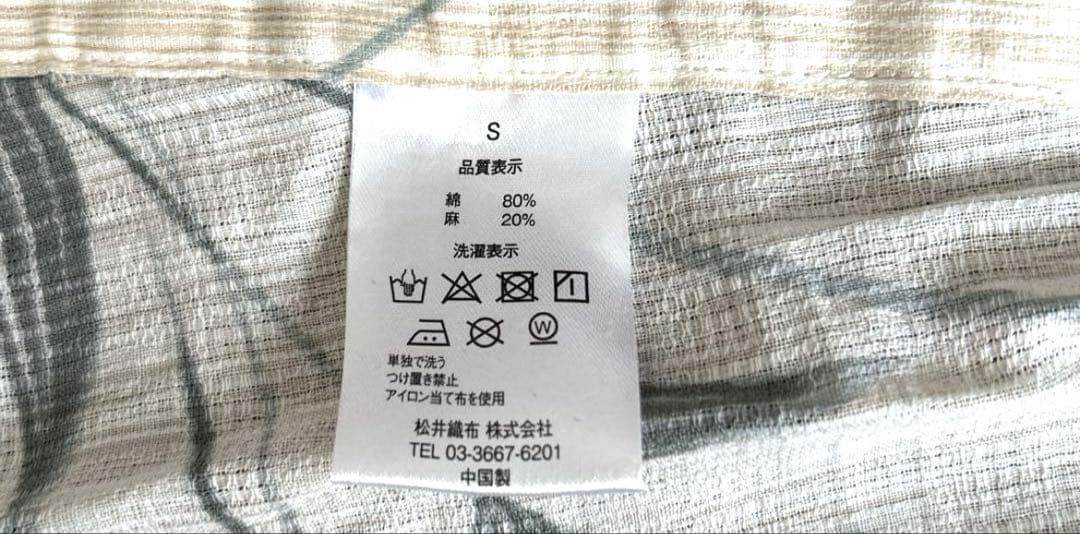 S
品質表示
綿 80%
麻 20%
洗濯表示
W
単独で洗う
つけ置き禁止
アイロン当て布を使用
松井織布 株式会社
TEL 03-3667-6201
中国製